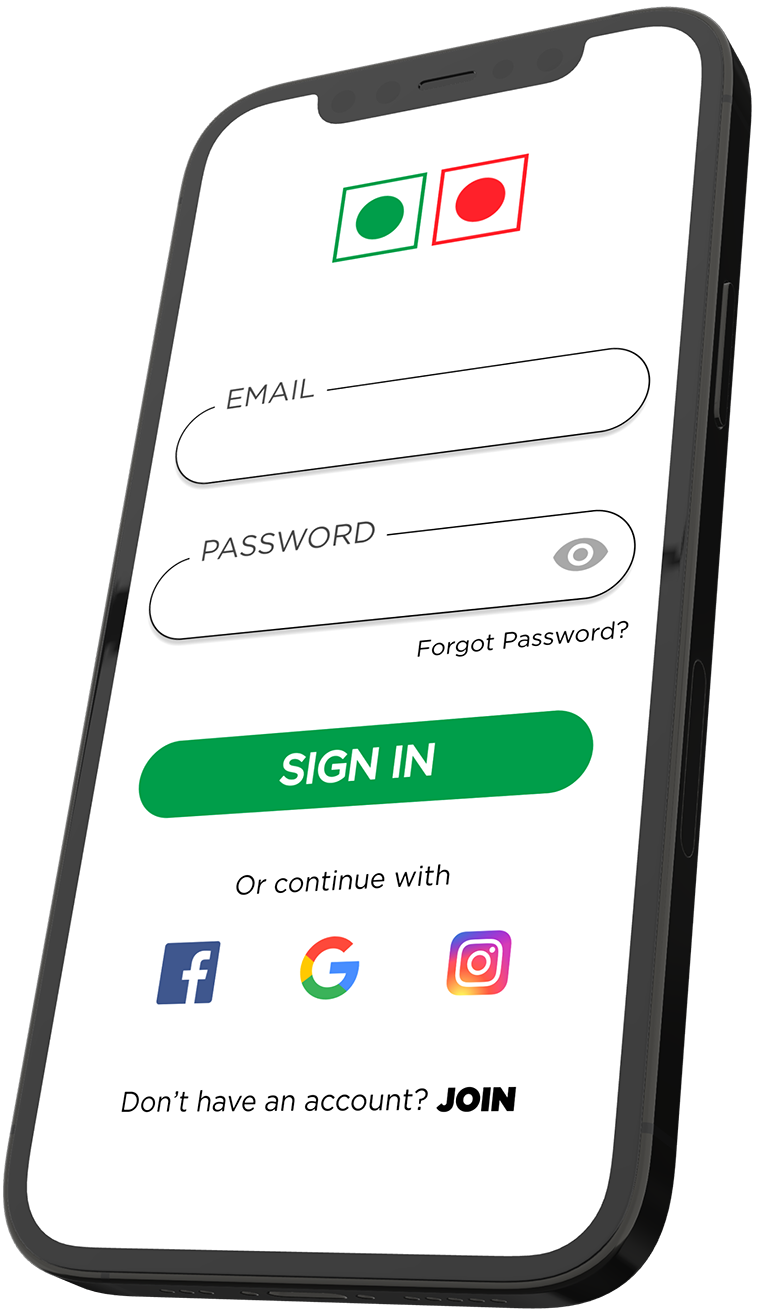 EMAIL
PASSWORD
Forgot Password?
SIGN IN
Or continue with
Don't have an account? JOIN